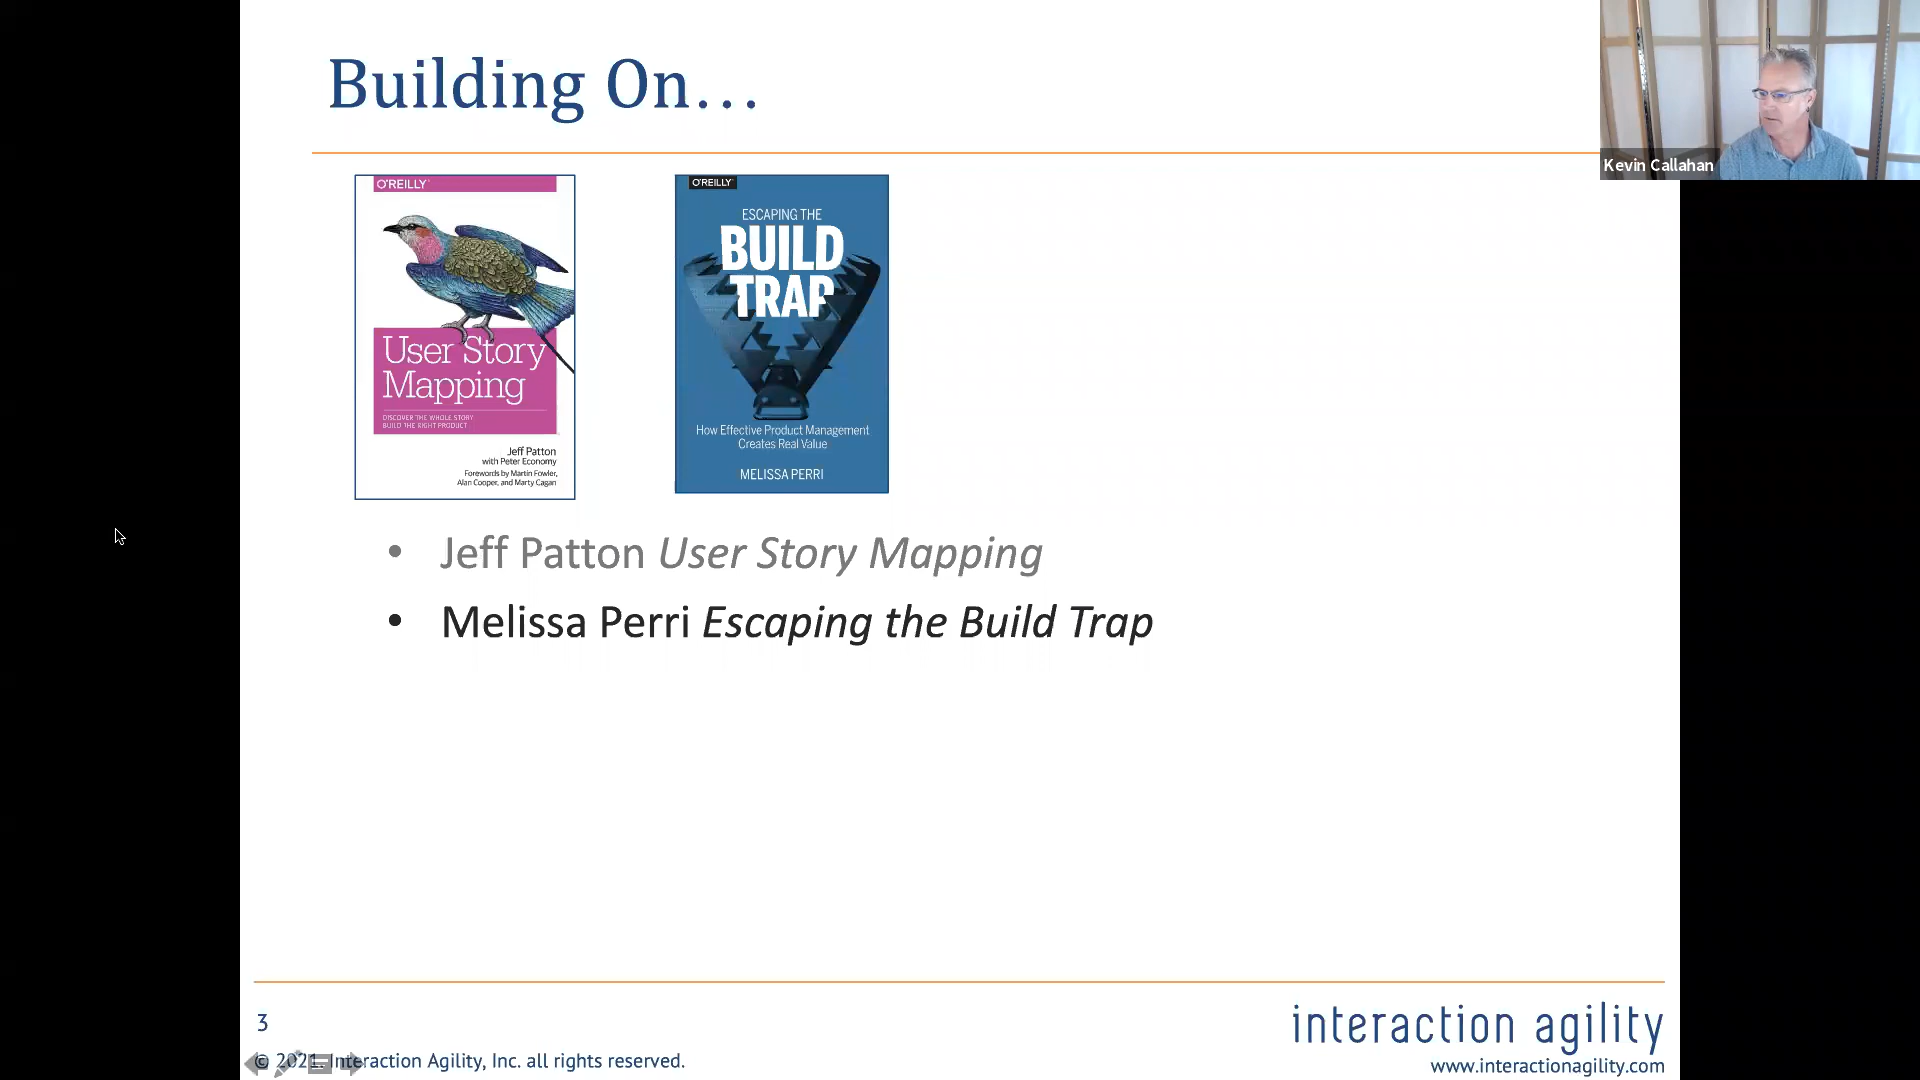 Building On...
Kevin Callahan
O'REILLY
User Story
Mapping
DISCOVER THE WHOLE STORY
BUILD THE RIGHT PRODUCT
Jeff Patton
with Peter Economy
Forewords by Martin Fowler,
Alan Cooper, and Marty Cagan
O'REILLY
ESCAPING THE
BUILD
TRAP
How Effective Product Management
Creates Real Value
MELISSA PERRI
• Jeff Patton User Story Mapping
• Melissa Perri Escaping the Build Trap
3
© 2021, Interaction Agility, Inc. all rights reserved.
interaction agility
www.interactionagility.com